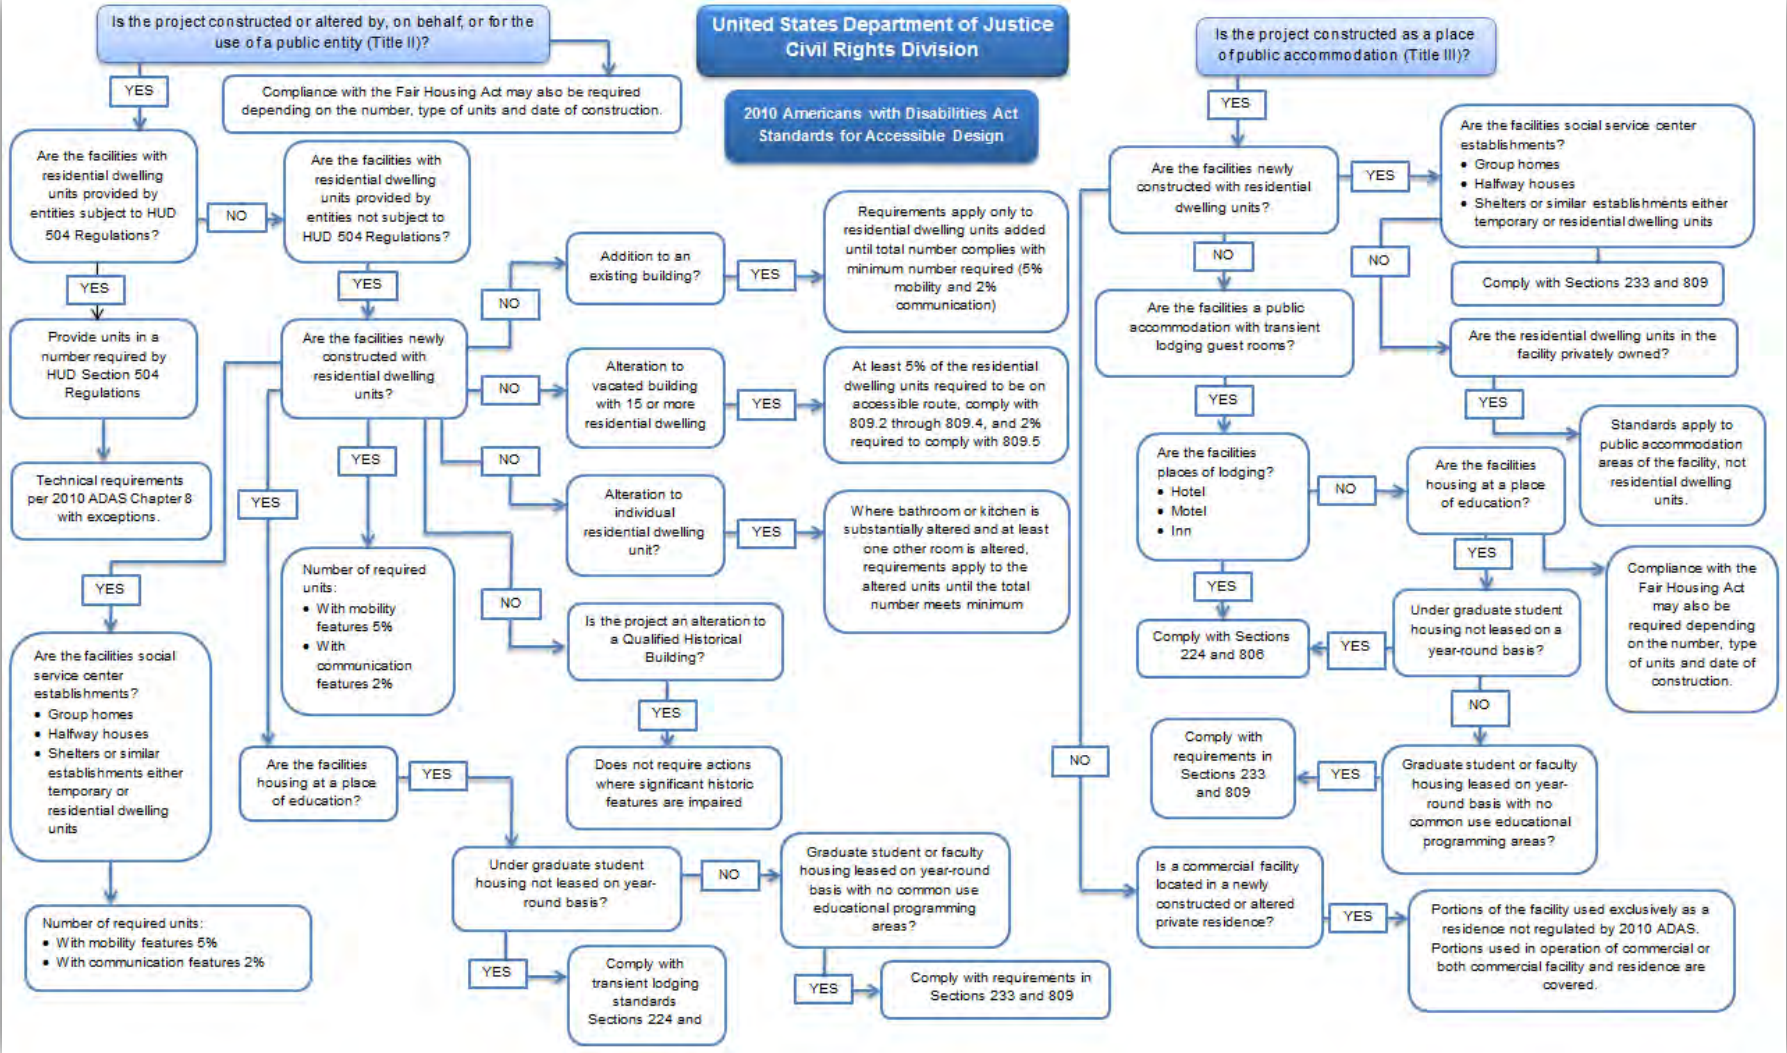 Is the project constructed or altered by, on behalf, or for the
use of a public entity (Title II)?
United States Department of Justice
Civil Rights Division
2010 Americans with Disabilities Act
Standards for Accessible Design
Compliance with the Fair Housing Act may also be required
depending on the number, type of units and date of construction.
YES
Are the facilities with
residential dwelling
units provided by
entities subject to HUD
504 Regulations?
NO
Are the facilities with
residential dwelling
units provided by
entities not subject to
HUD 504 Regulations?
YES
Provide units in a
number required by
HUD Section 504
Regulations
Technical requirements
per 2010 ADAS Chapter 8
with exceptions.
YES
Are the facilities newly
constructed with
residential dwelling
units?
NO
Addition to an
existing building?
YES
Requirements apply only to
residential dwelling units added
until total number complies with
minimum number required (5%
mobility and 2%
communication)
NO
Alteration to
vacated building
with 15 or more
residential dwelling
YES
At least 5% of the residential
dwelling units required to be on
accessible route, comply with
809.2 through 809.4, and 2%
required to comply with 809.5
NO
Alteration to
individual
residential dwelling
unit?
YES
Where bathroom or kitchen is
substantially altered and at least
one other room is altered,
requirements apply to the
altered units until the total
number meets minimum
NO
Is the project an alteration to
a Qualified Historical
Building?
YES
Does not require actions
where significant historic
features are impaired
YES
Number of required
units:
• With mobility
features 5%
• With
communication
features 2%
YES
Are the facilities social
service center
establishments?
• Group homes
• Halfway houses
• Shelters or similar
establishments either
temporary or
residential dwelling
units
Number of required units:
• With mobility features 5%
• With communication features 2%
YES
Are the facilities
housing at a place
of education?
YES
Under graduate student
housing not leased on year-
round basis?
YES
Comply with
transient lodging
standards
Sections 224 and
NO
Graduate student or faculty
housing leased on year-round
basis with no common use
educational programming
areas?
YES
Comply with requirements in
Sections 233 and 809
Is the project constructed as a place
of public accommodation (Title III)?
YES
Are the facilities newly
constructed with residential
dwelling units?
YES
Are the facilities social service center
establishments?
• Group homes
• Halfway houses
• Shelters or similar establishments either
temporary or residential dwelling units
Comply with Sections 233 and 809
NO
Are the residential dwelling units in the
facility privately owned?
YES
Standards apply to
public accommodation
areas of the facility, not
residential dwelling
units.
NO
Are the facilities a public
accommodation with transient
lodging guest rooms?
YES
Are the facilities
places of lodging?
• Hotel
• Motel
• Inn
NO
Are the facilities
housing at a place
of education?
YES
Comply with Sections
224 and 806
YES
Under graduate student
housing not leased on a
year-round basis?
YES
Compliance with the
Fair Housing Act
may also be
required depending
on the number, type
of units and date of
construction.
NO
Graduate student or faculty
housing leased on year-
round basis with no
common use educational
programming areas?
YES
Comply with
requirements in
Sections 233
and 809
NO
Is a commercial facility
located in a newly
constructed or altered
private residence?
YES
Portions of the facility used exclusively as a
residence not regulated by 2010 ADAS.
Portions used in operation of commercial or
both commercial facility and residence are
covered.